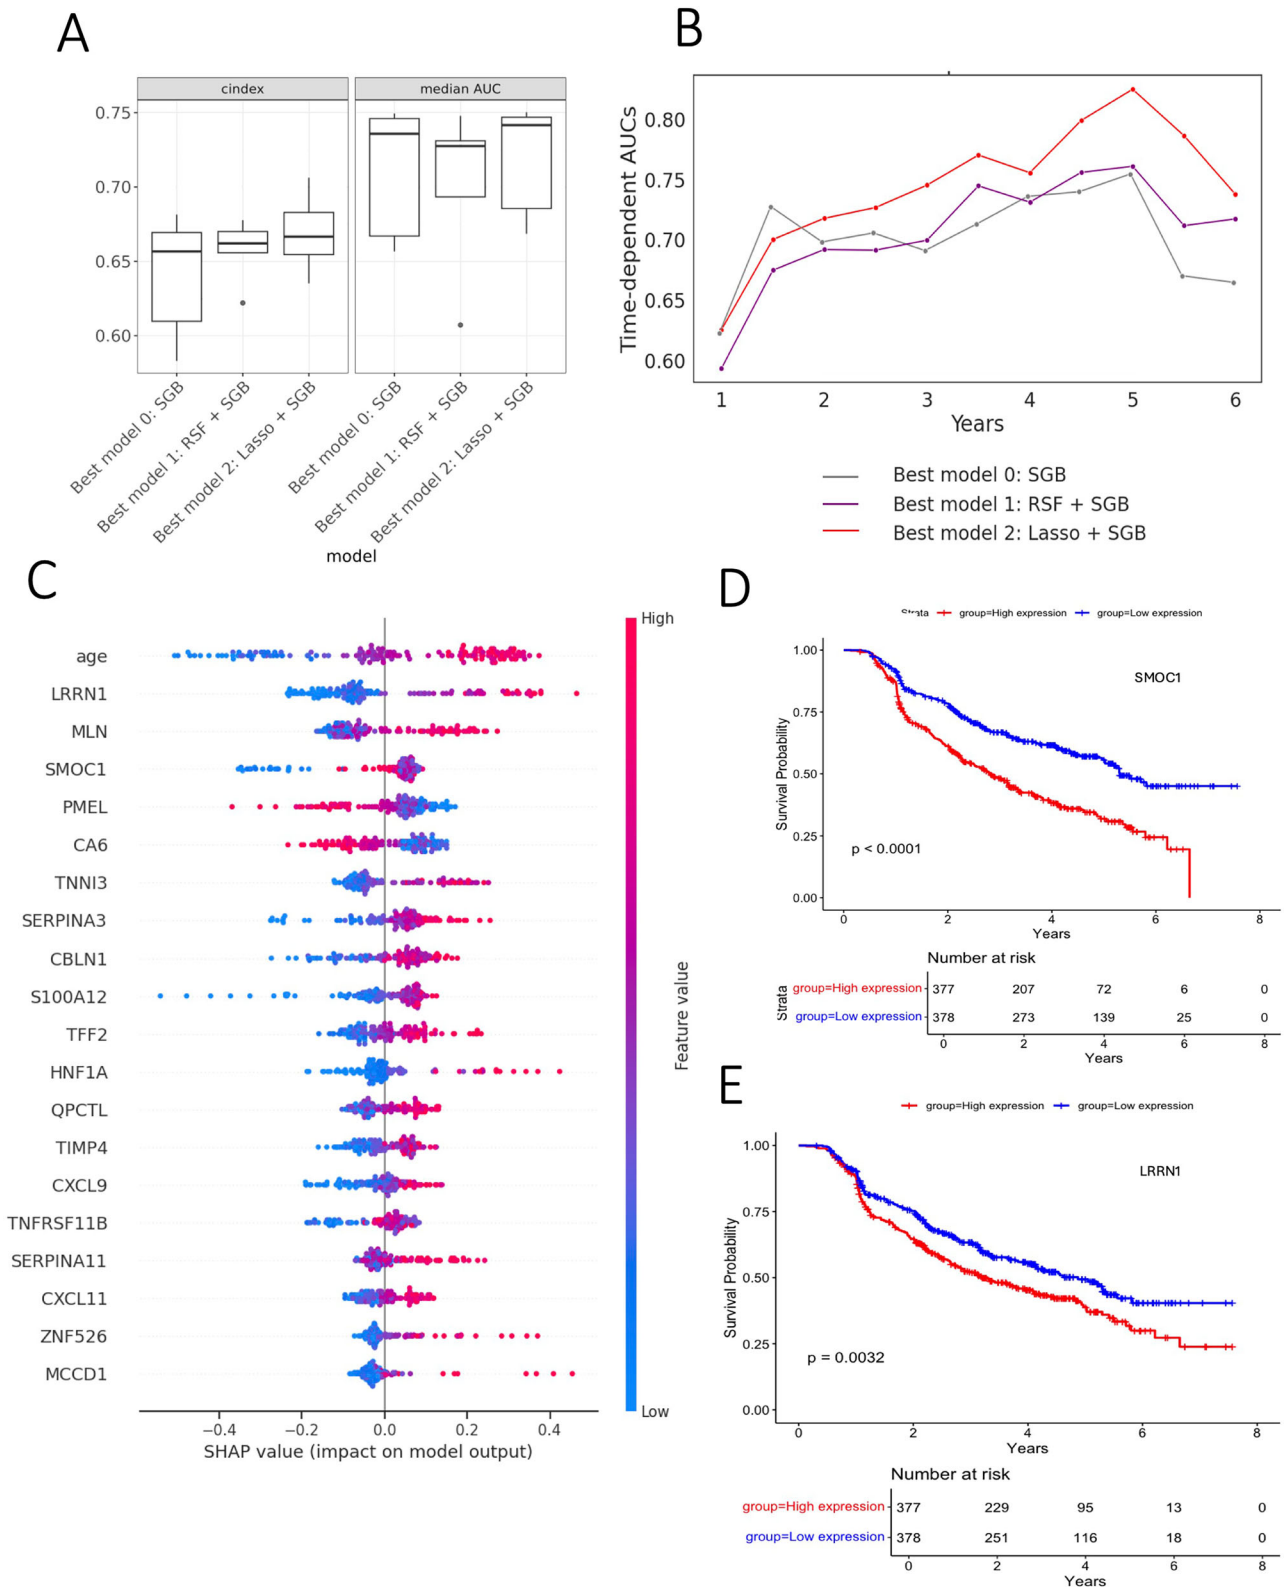 A
cindex
median AUC
0.75
0.70
0.65
0.60
Best model 0: SGB
Best model 1: RSF + SGB
Best model 2: Lasso + SGB
Best model 0: SGB
Best model 1: RSF + SGB
Best model 2: Lasso + SGB
model
B
Time-dependent AUCs
0.80
0.75
0.70
0.65
0.60
1 2 3 4 5 6
Years
Best model 0: SGB
Best model 1: RSF + SGB
Best model 2: Lasso + SGB
C
age
LRRN1
MLN
SMOC1
PMEL
CA6
TNNI3
SERPINA3
CBLN1
S100A12
TFF2
HNF1A
QPCTL
TIMP4
CXCL9
TNFRSF11B
SERPINA11
CXCL11
ZNF526
MCCD1
−0.4 −0.2 0.0 0.2 0.4
SHAP value (impact on model output)
High
Feature value
Low
D
Strata group=High expression group=Low expression
SMOC1
Survival Probability
1.00
0.75
0.50
0.25
0.00
p < 0.0001
0 2 4 6 8
Years
Number at risk
Strata
group=High expression 377 207 72 6 0
group=Low expression 378 273 139 25 0
0 2 4 6 8
Years
E
group=High expression group=Low expression
LRRN1
Survival Probability
1.00
0.75
0.50
0.25
0.00
p = 0.0032
0 2 4 6 8
Years
Number at risk
group=High expression 377 229 95 13 0
group=Low expression 378 251 116 18 0
0 2 4 6 8
Years